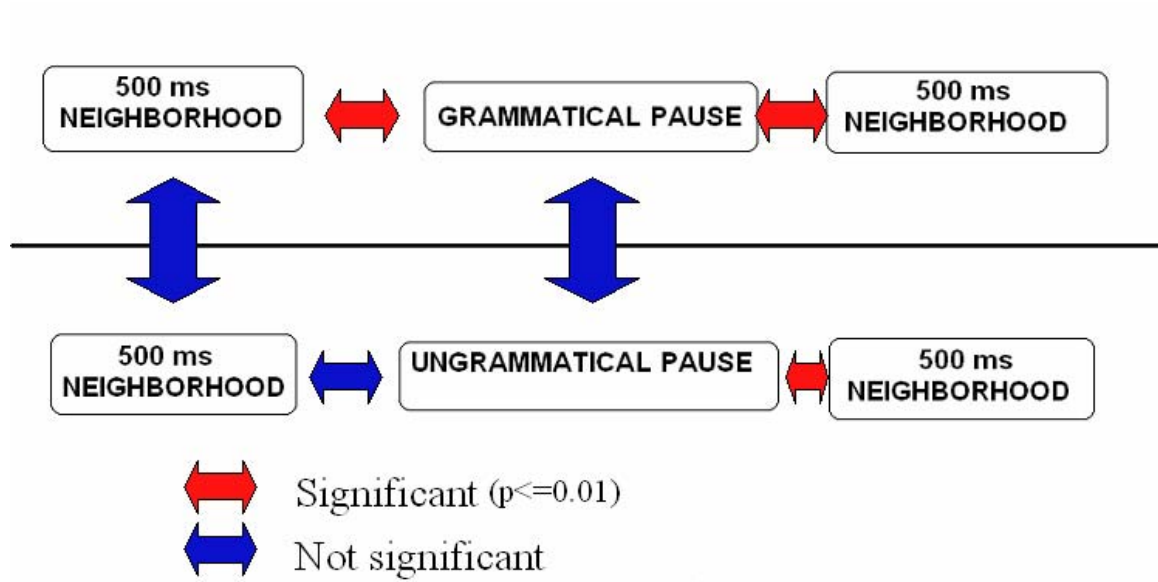 500 ms
NEIGHBORHOOD
GRAMMATICAL PAUSE
500 ms
NEIGHBORHOOD
500 ms
NEIGHBORHOOD
UNGRAMMATICAL PAUSE
500 ms
NEIGHBORHOOD
Significant (p<=0.01)
Not significant